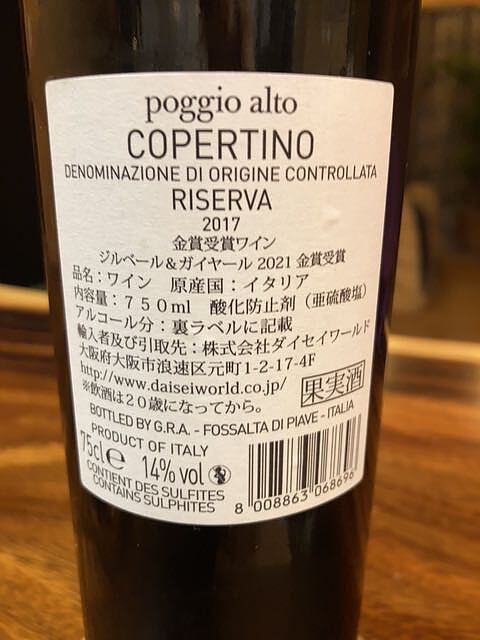 poggio alto
COPERTINO
DENOMINAZIONE DI ORIGINE CONTROLLATA
RISERVA
2017
金賞受賞ワイン
ジルベール＆ガイヤール 2021 金賞受賞
品名：ワイン　原産国：イタリア
内容量：７５０ml　酸化防止剤（亜硫酸塩）
アルコール分：裏ラベルに記載
輸入者及び引取先：株式会社ダイセイワールド
大阪府大阪市浪速区元町1-2-17-4F
http://www.daiseiworld.co.jp/
※飲酒は２０歳になってから。
果実酒
BOTTLED BY G.R.A. - FOSSALTA DI PIAVE - ITALIA
PRODUCT OF ITALY
75cl e 14% vol
CONTIENT DES SULFITES
CONTAINS SULPHITES
8 008863 068696